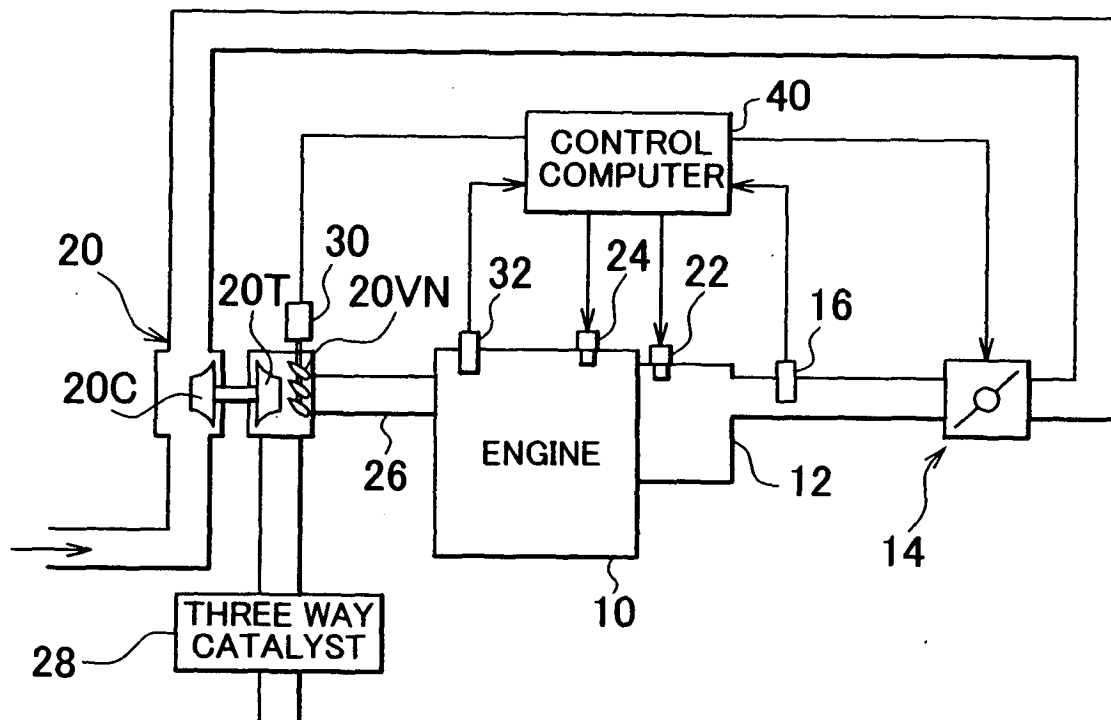 40
CONTROL
COMPUTER
30
20
20T
20VN
32
24
22
16
20C
26
ENGINE
12
14
10
THREE WAY
CATALYST
28